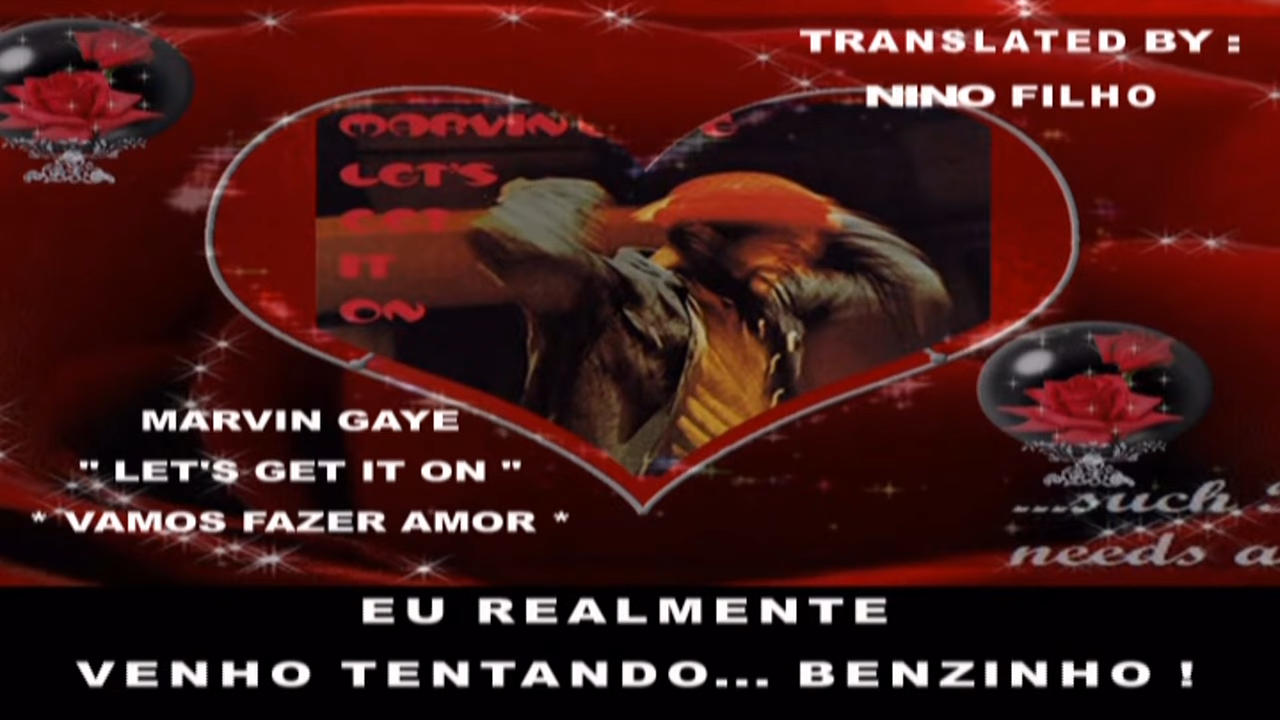 TRANSLATED BY :
NINO FILHO
MARVIN
LET'S
GET
IT
ON
MARVIN GAYE
" LET'S GET IT ON "
* VAMOS FAZER AMOR *
...such
needs a
EU REALMENTE
VENHO TENTANDO... BENZINHO !